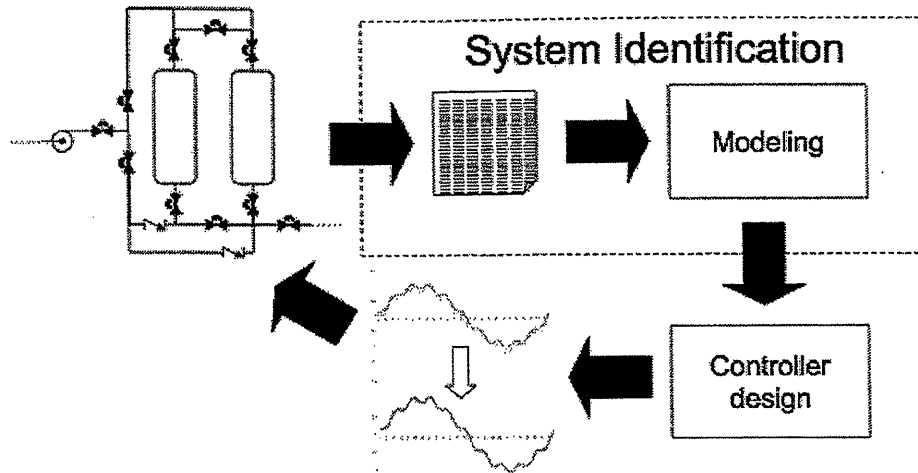 System Identification
Modeling
Controller
design